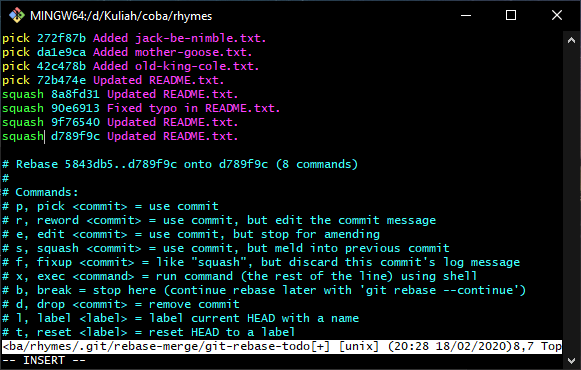 MINGW64:/d/Kuliah/coba/rhymes
pick 272f87b Added jack-be-nimble.txt.
pick da1e9ca Added mother-goose.txt.
pick 42c478b Added old-king-cole.txt.
pick 72b474e Updated README.txt.
squash 8a8fd31 Updated README.txt.
squash 90e6913 Fixed typo in README.txt.
squash 9f76540 Updated README.txt.
squash d789f9c Updated README.txt.
# Rebase 5843db5..d789f9c onto d789f9c (8 commands)
#
# Commands:
# p, pick <commit> = use commit
# r, reword <commit> = use commit, but edit the commit message
# e, edit <commit> = use commit, but stop for amending
# s, squash <commit> = use commit, but meld into previous commit
# f, fixup <commit> = like "squash", but discard this commit's log message
# x, exec <command> = run command (the rest of the line) using shell
# b, break = stop here (continue rebase later with 'git rebase --continue')
# d, drop <commit> = remove commit
# l, label <label> = label current HEAD with a name
# t, reset <label> = reset HEAD to a label
<ba/rhymes/.git/rebase-merge/git-rebase-todo[+] [unix] (20:28 18/02/2020)8,7 Top
-- INSERT --